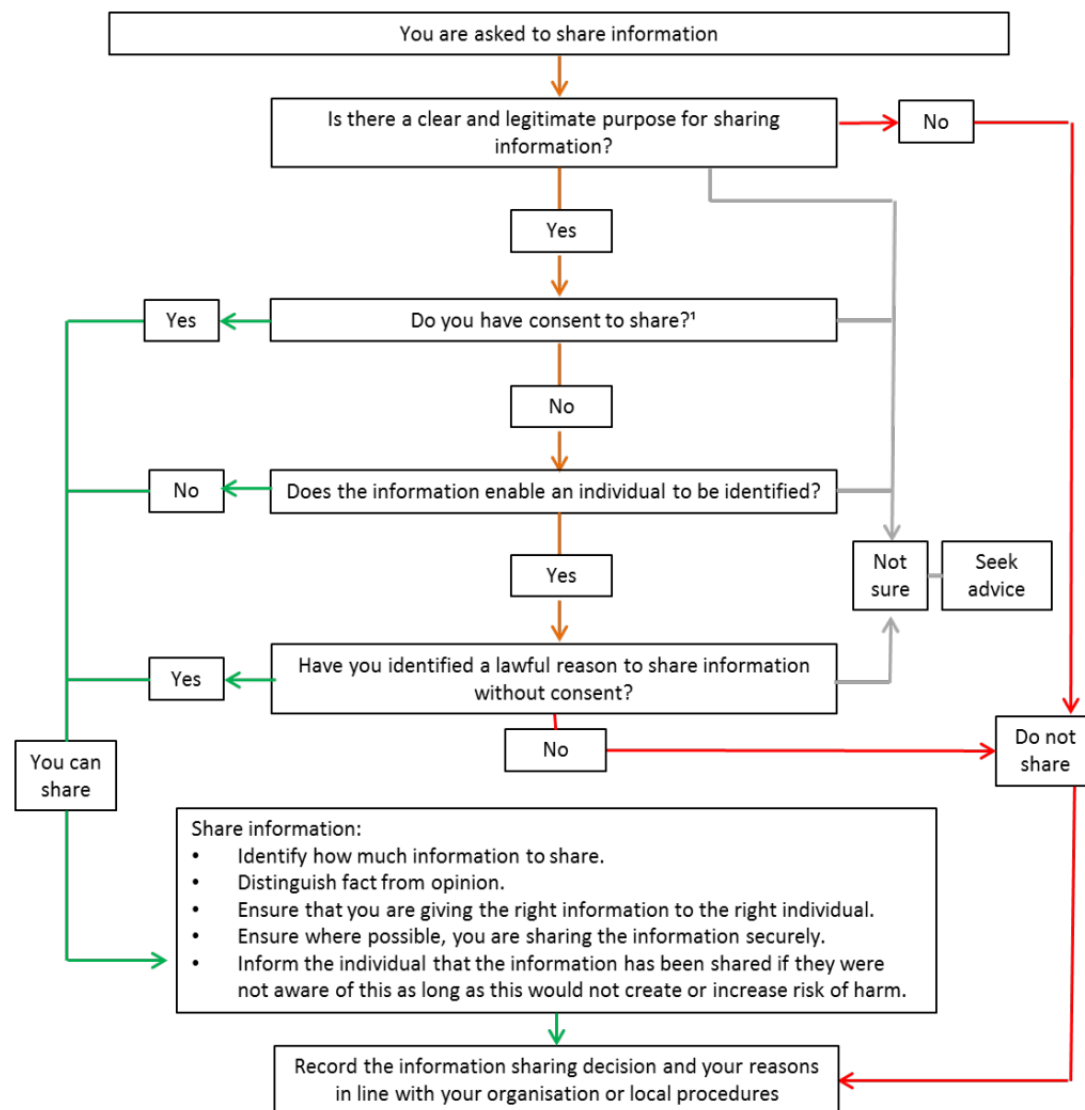 You are asked to share information
Is there a clear and legitimate purpose for sharing
information?
No
Yes
Yes
Do you have consent to share?¹
No
No
Does the information enable an individual to be identified?
Yes
Not
sure
Seek
advice
Yes
Have you identified a lawful reason to share information
without consent?
No
Do not
share
You can
share
Share information:
• Identify how much information to share.
• Distinguish fact from opinion.
• Ensure that you are giving the right information to the right individual.
• Ensure where possible, you are sharing the information securely.
• Inform the individual that the information has been shared if they were
not aware of this as long as this would not create or increase risk of harm.
Record the information sharing decision and your reasons
in line with your organisation or local procedures